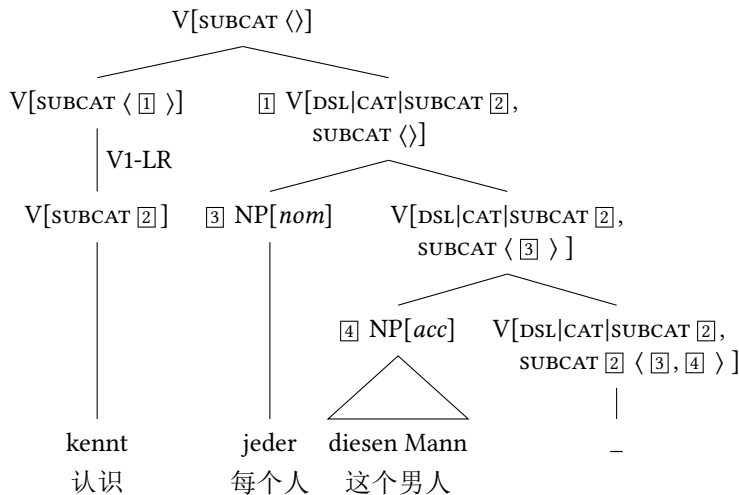 V[SUBCAT ⟨⟩]
V[SUBCAT ⟨ 1 ⟩] 1 V[DSL|CAT|SUBCAT 2,
SUBCAT ⟨⟩]
V1-LR
V[SUBCAT 2] 3 NP[nom] V[DSL|CAT|SUBCAT 2,
SUBCAT ⟨ 3 ⟩]
4 NP[acc] V[DSL|CAT|SUBCAT 2,
SUBCAT 2 ⟨ 3, 4 ⟩]
kennt jeder diesen Mann _
认识 每个人 这个男人